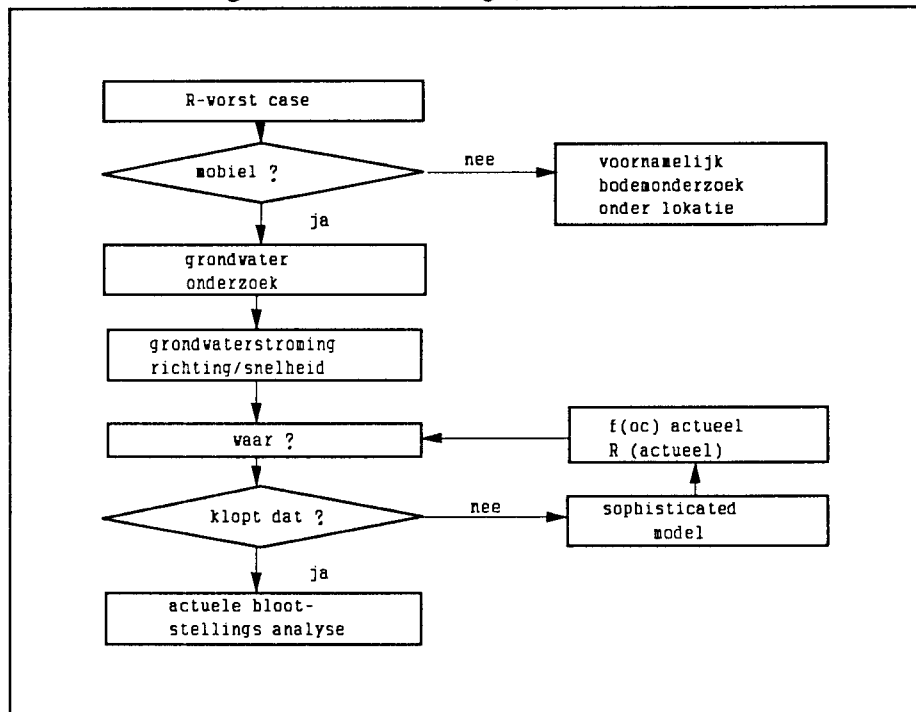 R-worst case
mobiel ?
nee
voornamelijk
bodemonderzoek
onder lokatie
ja
grondwater
onderzoek
grondwaterstroming
richting/snelheid
waar ?
f(oc) actueel
R (actueel)
klopt dat ?
nee
sophisticated
model
ja
actuele bloot-
stellings analyse